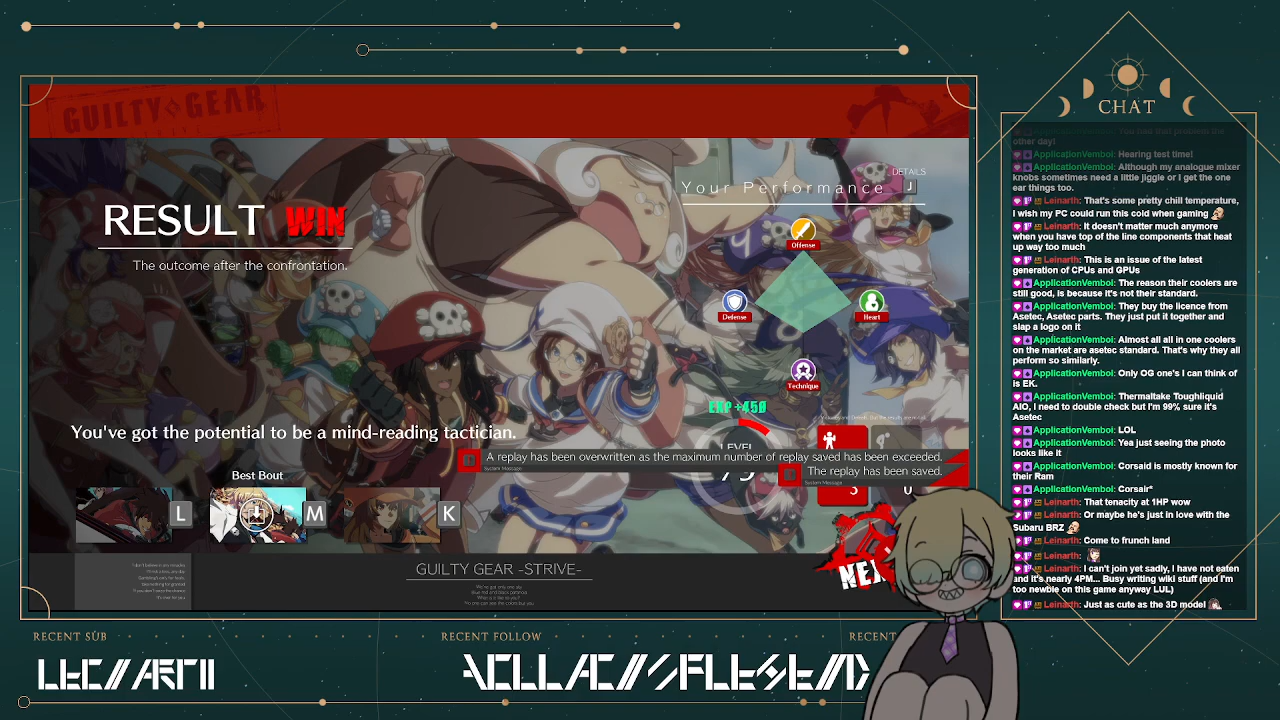 GUILTY GEAR
RESULT WIN
The outcome after the confrontation.
DETAILS
Your Performance J
Offense
Defense
Heart
Technique
EXP +450
LEVEL
You've got the potential to be a mind-reading tactician.
A replay has been overwritten as the maximum number of replay saved has been exceeded.
System Message
The replay has been saved.
System Message
3 0
Best Bout
L
M
K
GUILTY GEAR -STRIVE-
CHAT
other day!
ApplicationVembol: Hearing test time!
ApplicationVembol: Although my analogue mixer
knobs sometimes need a little jiggle or I get the one
ear things too.
Leinarth: That's some pretty chill temperature,
I wish my PC could run this cold when gaming
Leinarth: It doesn't matter much anymore
when you have top of the line components that heat
up way too much
Leinarth: This is an issue of the latest
generation of CPUs and GPUs
ApplicationVembol: The reason their coolers are
still good, is because it's not their standard.
ApplicationVembol: They buy the licence from
Asetec, Asetec parts. They just put it together and
slap a logo on it
ApplicationVembol: Almost all all in one coolers
on the market are asetec standard. That's why they all
perform so similarly.
ApplicationVembol: Only OG one's I can think of
is EK.
ApplicationVembol: Thermaltake Toughliquid
AIO, I need to double check but I'm 99% sure it's
Asetec
ApplicationVembol: LOL
ApplicationVembol: Yea just seeing the photo
looks like it
ApplicationVembol: Corsaid is mostly known for
their Ram
ApplicationVembol: Corsair*
Leinarth: That tenacity at 1HP wow
Leinarth: Or maybe he's just in love with the
Subaru BRZ
Leinarth: Come to frunch land
Leinarth:
Leinarth: I can't join yet sadly, I have not eaten
and it's nearly 4PM... Busy writing wiki
too newbie on this game anyway LUL)
Leinarth: Just as cute as the 3D model
RECENT SUB
RECENT FOLLOW
RECENT